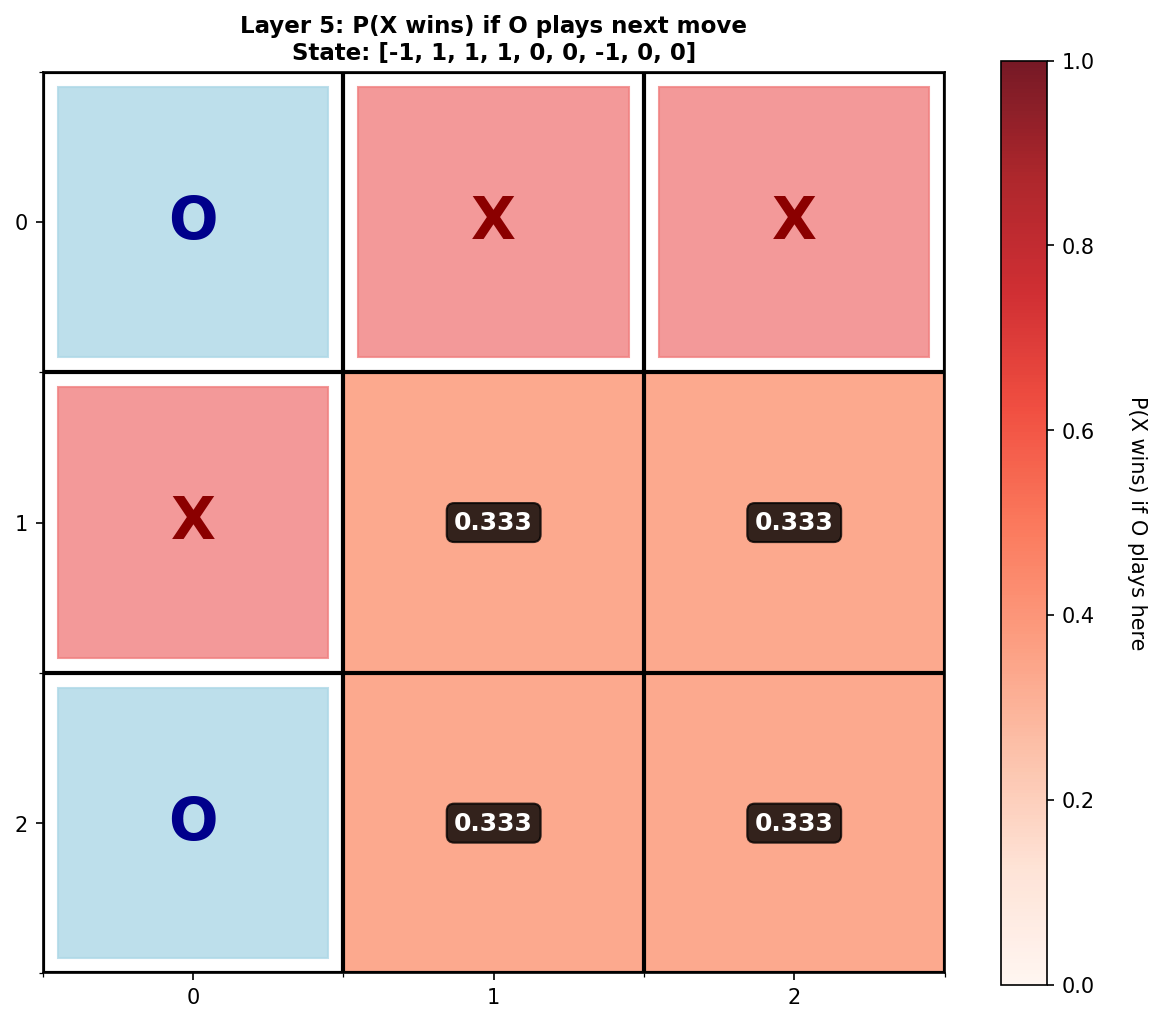 Layer 5: P(X wins) if O plays next move
State: [-1, 1, 1, 1, 0, 0, -1, 0, 0]
O X X
X 0.333 0.333
O 0.333 0.333
0
1
2
0 1 2
1.0
0.8
0.6
0.4
0.2
0.0
P(X wins) if O plays here